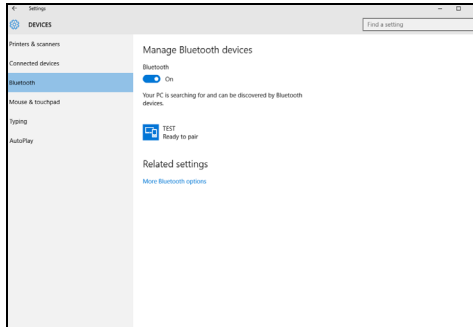 Settings
DEVICES
Find a setting
Printers & scanners
Connected devices
Bluetooth
Mouse & touchpad
Typing
AutoPlay
Manage Bluetooth devices
Bluetooth
On
Your PC is searching for and can be discovered by Bluetooth
devices.
TEST
Ready to pair
Related settings
More Bluetooth options